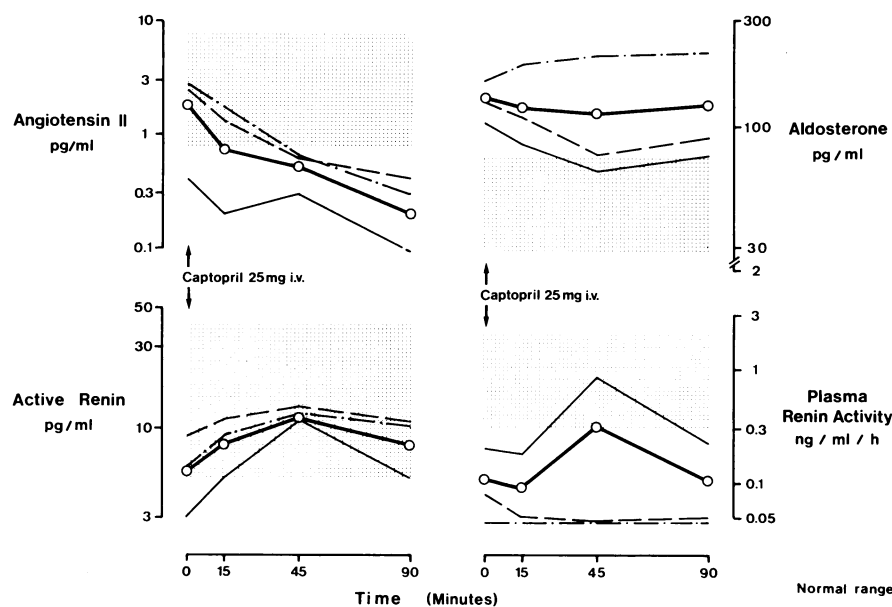 10
3
1
0.3
0.1
Angiotensin II
pg/ml
300
100
30
2
Aldosterone
pg/ml
Captopril 25mg i.v.
Captopril 25mg i.v.
50
30
10
3
Active Renin
pg/ml
3
1
0.3
0.1
0.05
Plasma
Renin Activity
ng / ml / h
0 15 45 90
0 15 45 90
Time (Minutes)
Normal range